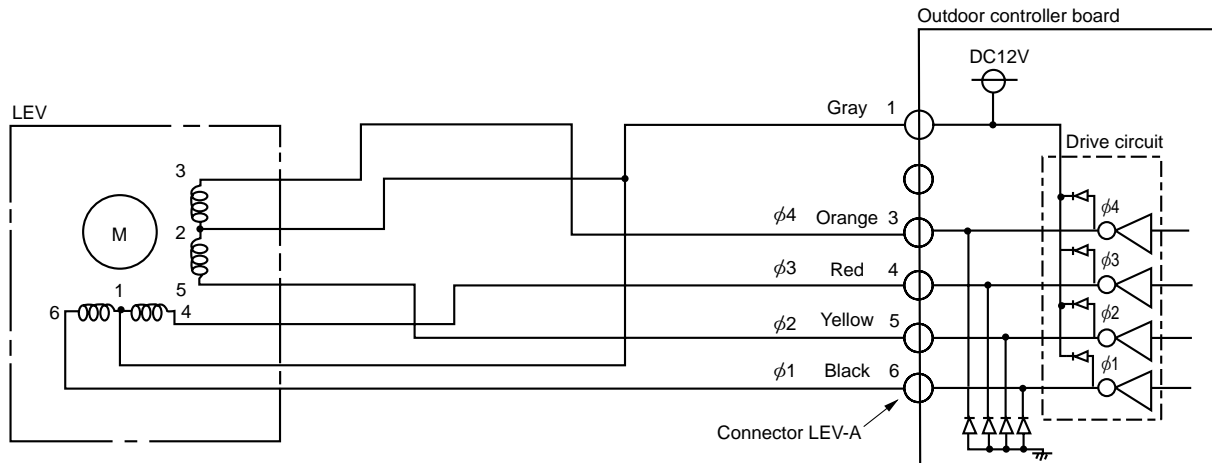 Outdoor controller board
DC12V
LEV
Gray 1
Drive circuit
3
ϕ4
2
M
ϕ4 Orange 3
ϕ3
ϕ3 Red 4
5
1
6
4
ϕ2
ϕ2 Yellow 5
ϕ1
ϕ1 Black 6
Connector LEV-A